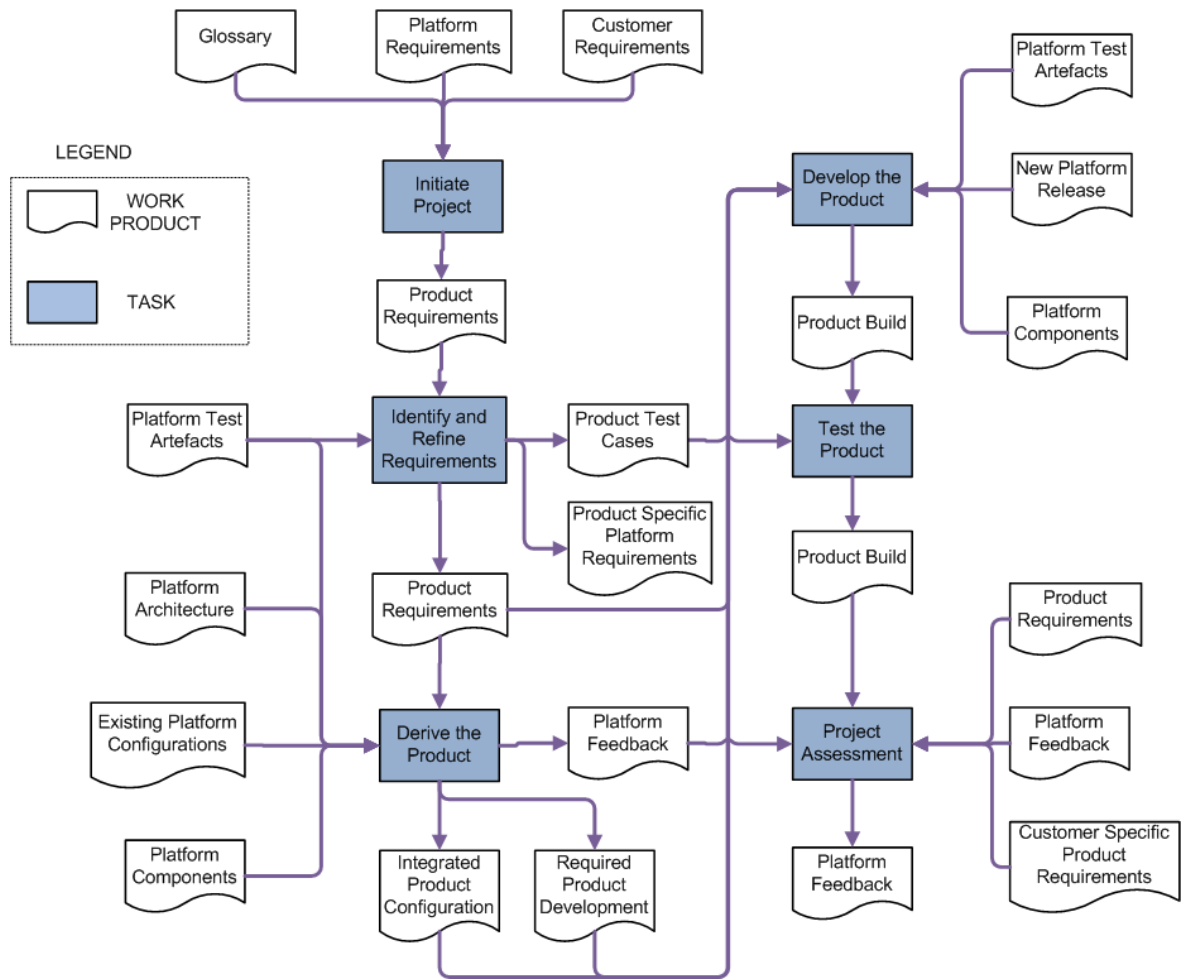 Glossary
Platform
Requirements
Customer
Requirements
Platform Test
Artefacts
LEGEND
WORK
PRODUCT
TASK
Initiate
Project
Develop the
Product
New Platform
Release
Product
Requirements
Product Build
Platform
Components
Platform Test
Artefacts
Identify and
Refine
Requirements
Product Test
Cases
Test the
Product
Product Specific
Platform
Requirements
Product Build
Platform
Architecture
Product
Requirements
Product
Requirements
Existing Platform
Configurations
Derive the
Product
Platform
Feedback
Project
Assessment
Platform
Feedback
Platform
Components
Integrated
Product
Configuration
Required
Product
Development
Platform
Feedback
Customer Specific
Product
Requirements